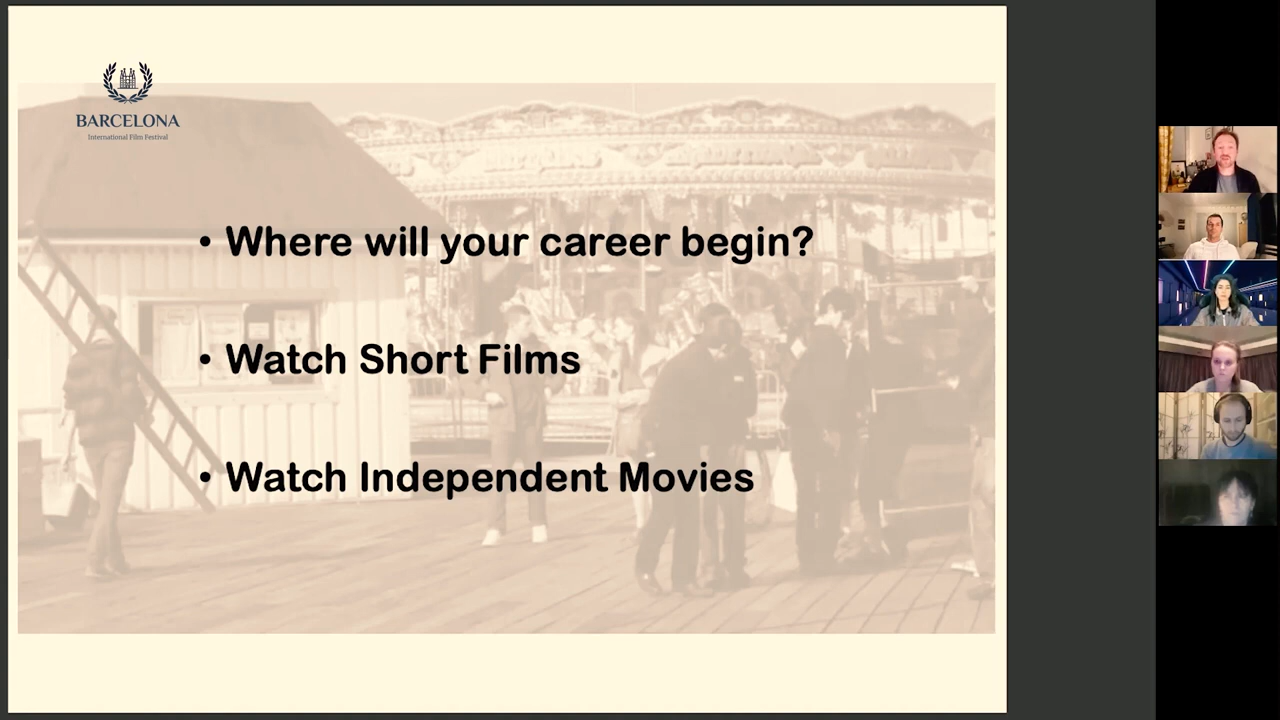 BARCELONA
International Film Festival
• Where will your career begin?
• Watch Short Films
• Watch Independent Movies